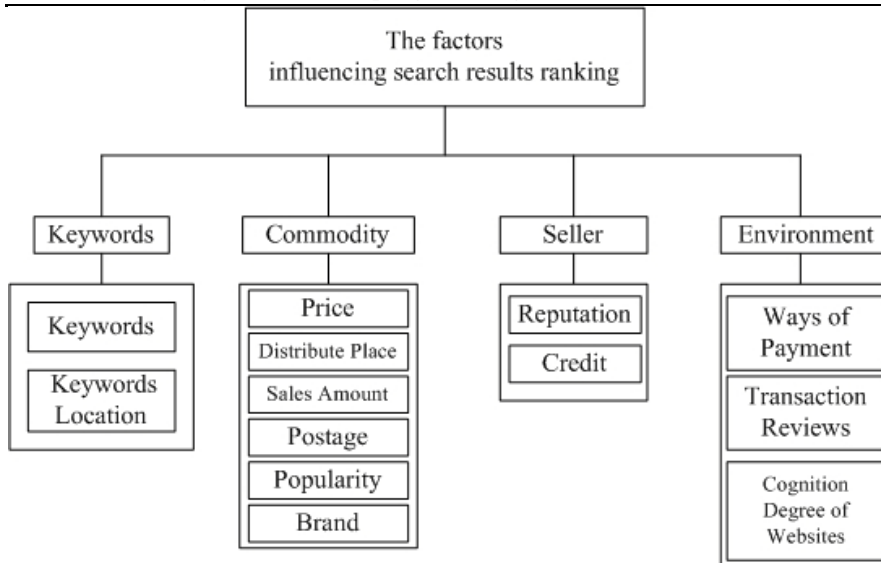 The factors
influencing search results ranking
Keywords
Commodity
Seller
Environment
Keywords
Keywords
Location
Price
Distribute Place
Sales Amount
Postage
Popularity
Brand
Reputation
Credit
Ways of
Payment
Transaction
Reviews
Cognition
Degree of
Websites